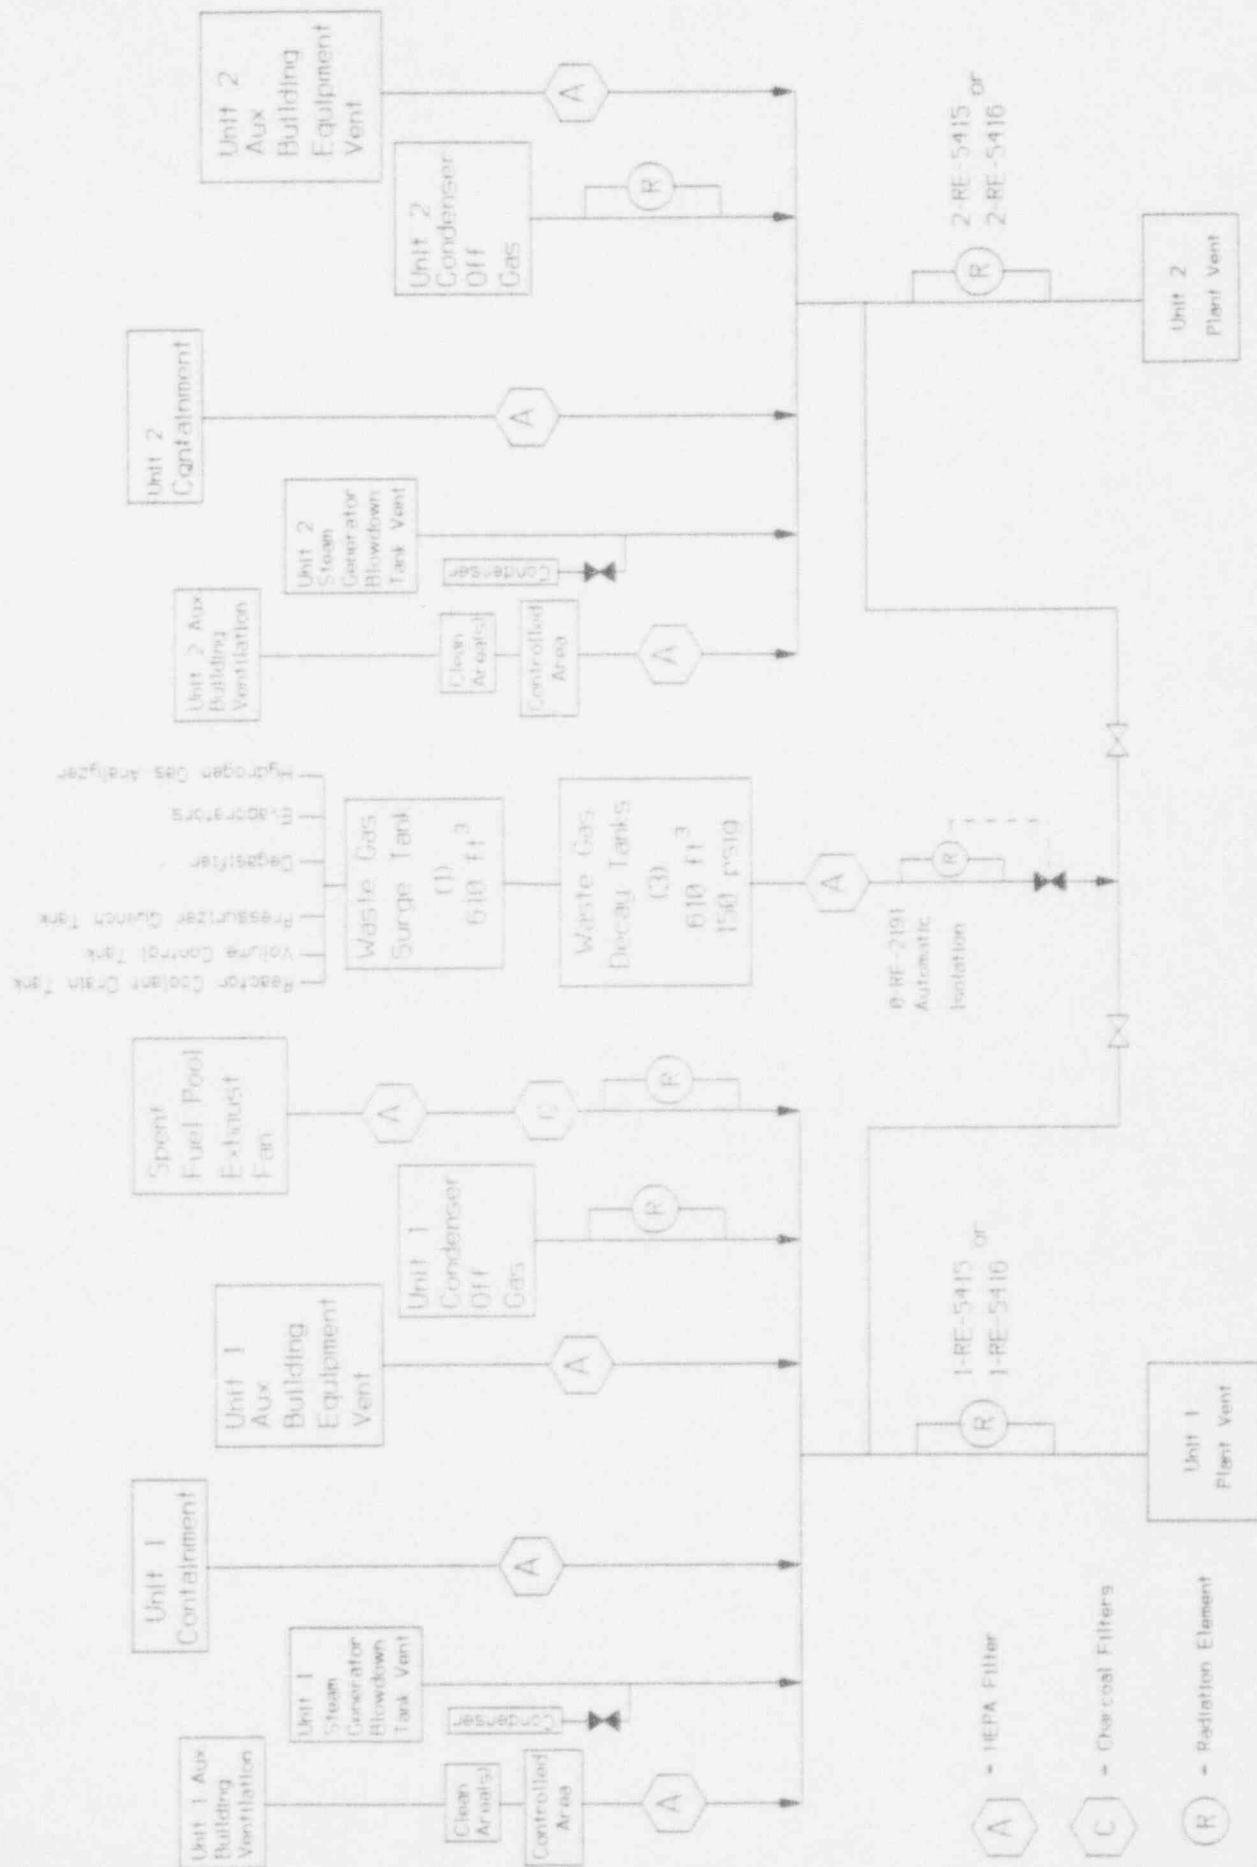 Unit 1 Aux
Building
Ventilation
Clean
Area(s)
Controlled
Area
A
Unit 1
Steam
Generator
Blowdown
Tank Vent
Unit 1
Containment
A
Unit 1
Aux
Building
Equipment
Vent
A
Unit 1
Condenser
Off
Gas
R
Spent
Fuel Pool
Exhaust
Fan
A
C
R
Reactor Coolant Drain Tank
Volume Control Tank
Pressurizer Quench Tank
Degasifier
Evaporators
Hydrogen Gas Analyzer
Waste Gas
Surge Tank
(1)
610 ft³
Waste Gas
Decay Tanks
(3)
610 ft³
150 psig
A
R
0-RE-2191
Automatic
Isolation
Unit 2 Aux
Building
Ventilation
Clean
Area(s)
Controlled
Area
A
Unit 2
Steam
Generator
Blowdown
Tank Vent
Condenser
Unit 2
Containment
A
Unit 2
Condenser
Off
Gas
R
Unit 2
Aux
Building
Equipment
Vent
A
R
1-RE-5415 or
1-RE-5416
Unit 1
Plant Vent
R
2-RE-5415 or
2-RE-5416
Unit 2
Plant Vent
A = HEPA Filter
C = Charcoal Filters
R = Radiation Element